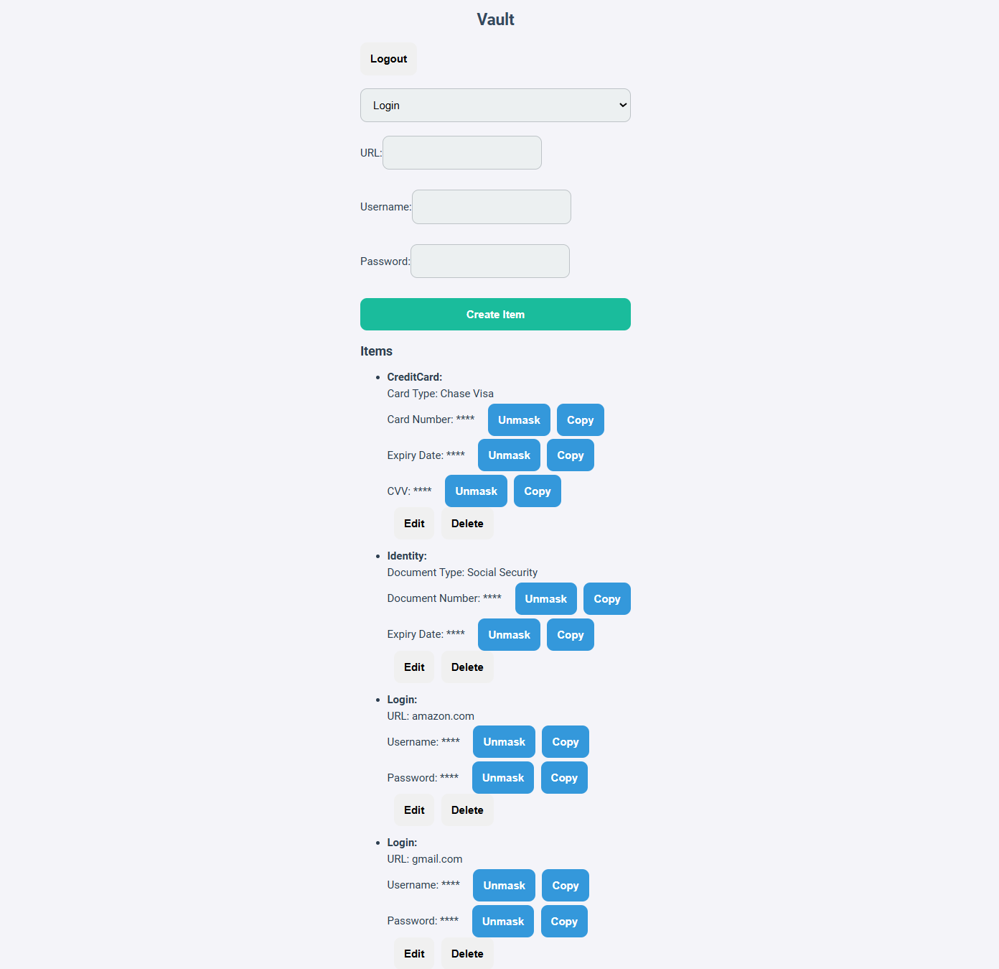 Vault
Logout
Login
URL:
Username:
Password:
Create Item
Items
CreditCard:
Card Type: Chase Visa
Card Number: **** Unmask Copy
Expiry Date: **** Unmask Copy
CVV: **** Unmask Copy
Edit Delete
Identity:
Document Type: Social Security
Document Number: **** Unmask Copy
Expiry Date: **** Unmask Copy
Edit Delete
Login:
URL: amazon.com
Username: **** Unmask Copy
Password: **** Unmask Copy
Edit Delete
Login:
URL: gmail.com
Username: **** Unmask Copy
Password: **** Unmask Copy
Edit Delete